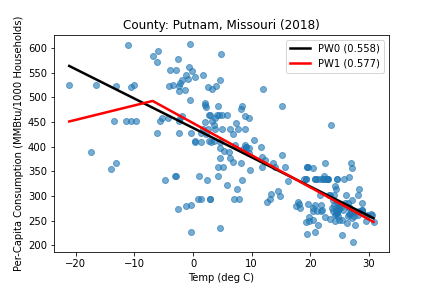 County: Putnam, Missouri (2018)
Per-Capita Consumption (MMBtu/1000 Households)
600
550
500
450
400
350
300
250
200
PW0 (0.558)
PW1 (0.577)
−20 −10 0 10 20 30
Temp (deg C)